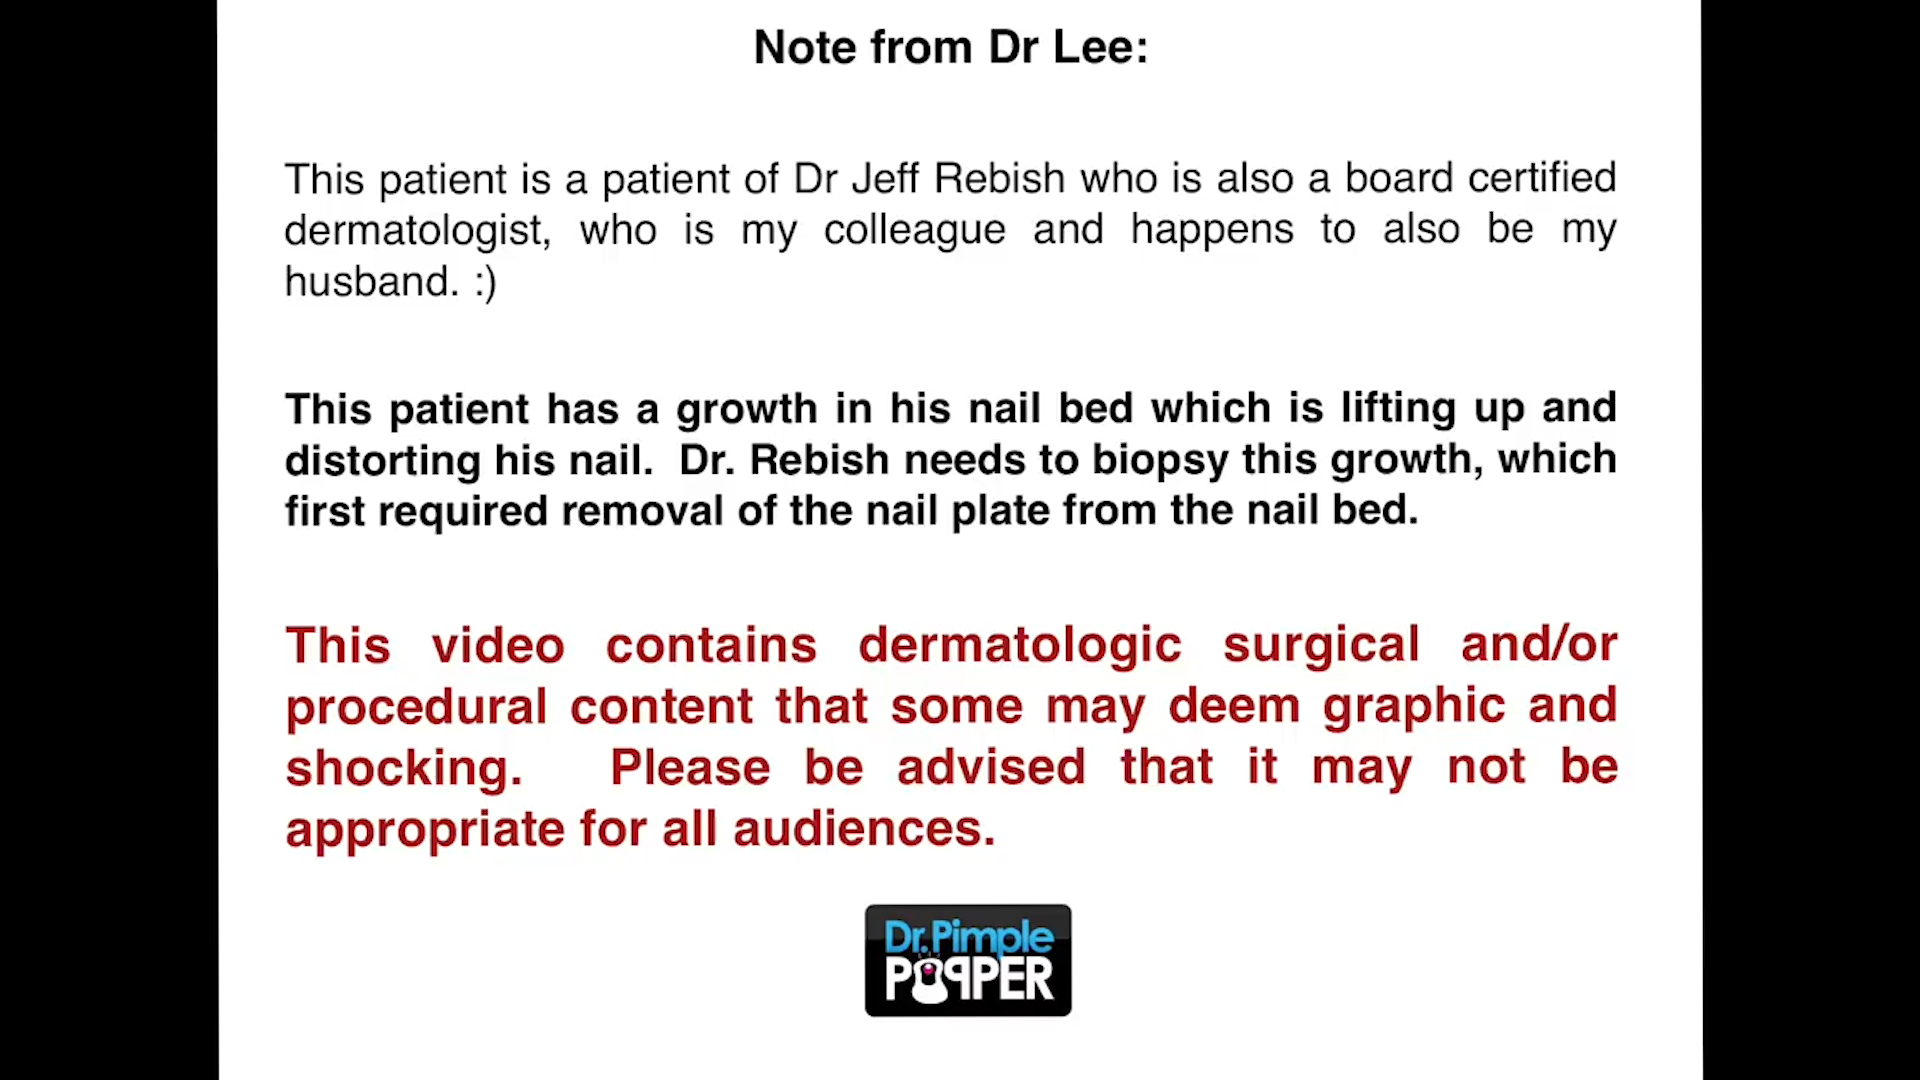 Note from Dr Lee:
This patient is a patient of Dr Jeff Rebish who is also a board certified
dermatologist, who is my colleague and happens to also be my
husband. :)
This patient has a growth in his nail bed which is lifting up and
distorting his nail.  Dr. Rebish needs to biopsy this growth, which
first required removal of the nail plate from the nail bed.
This video contains dermatologic surgical and/or
procedural content that some may deem graphic and
shocking.   Please be advised that it may not be
appropriate for all audiences.
Dr.Pimple
POPPER